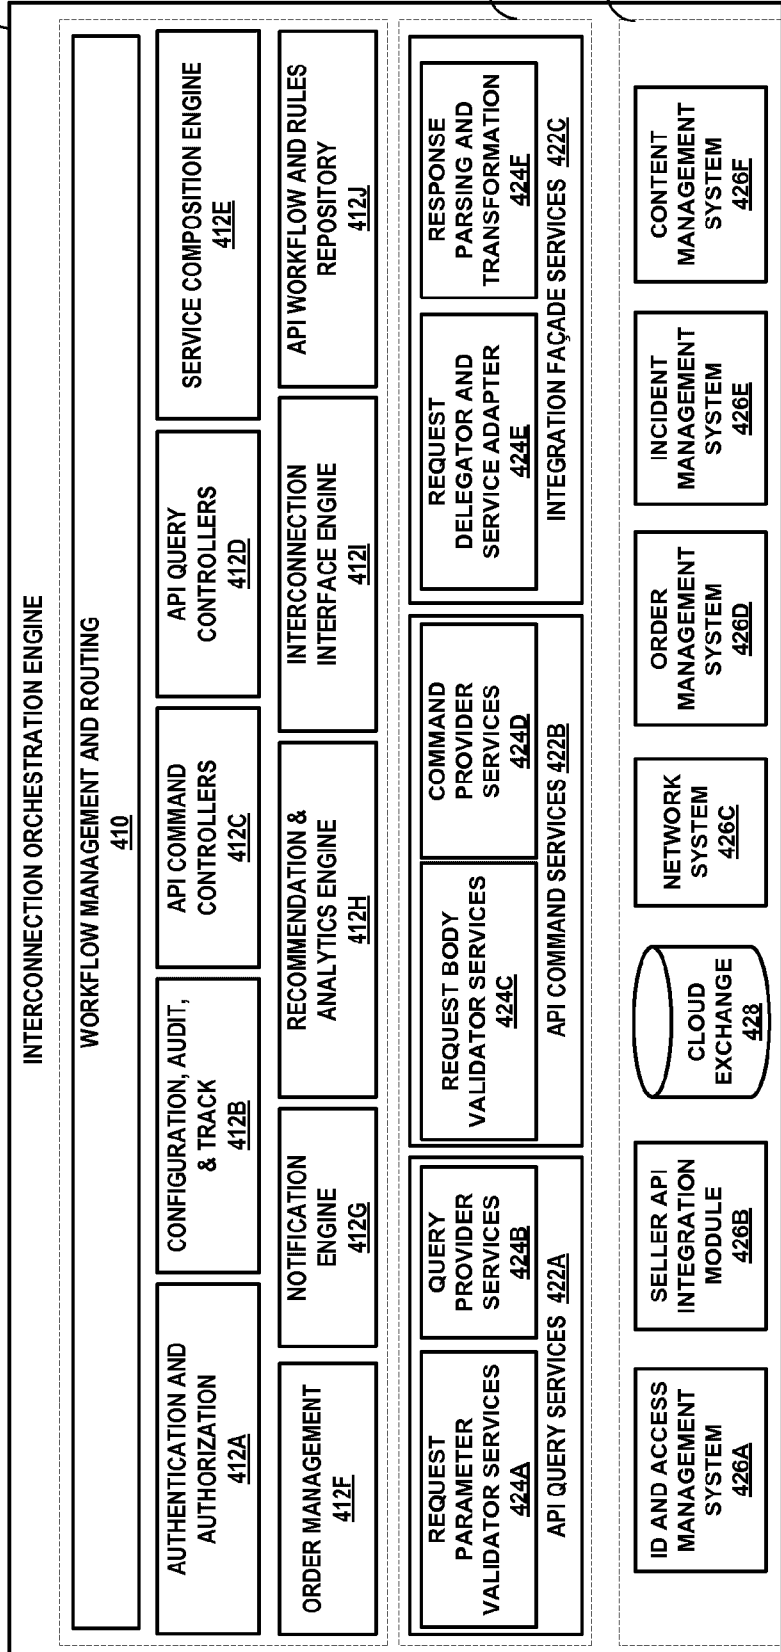 INTERCONNECTION ORCHESTRATION ENGINE
WORKFLOW MANAGEMENT AND ROUTING
410
AUTHENTICATION AND
AUTHORIZATION
412A
CONFIGURATION, AUDIT,
& TRACK
412B
API COMMAND
CONTROLLERS
412C
API QUERY
CONTROLLERS
412D
SERVICE COMPOSITION ENGINE
412E
ORDER MANAGEMENT
412F
NOTIFICATION
ENGINE
412G
RECOMMENDATION &
ANALYTICS ENGINE
412H
INTERCONNECTION
INTERFACE ENGINE
412I
API WORKFLOW AND RULES
REPOSITORY
412J
REQUEST
PARAMETER
VALIDATOR SERVICES
424A
QUERY
PROVIDER
SERVICES
424B
API QUERY SERVICES 422A
REQUEST BODY
VALIDATOR SERVICES
424C
COMMAND
PROVIDER
SERVICES
424D
API COMMAND SERVICES 422B
REQUEST
DELEGATOR AND
SERVICE ADAPTER
424E
RESPONSE
PARSING AND
TRANSFORMATION
424F
INTEGRATION FAÇADE SERVICES 422C
ID AND ACCESS
MANAGEMENT
SYSTEM
426A
SELLER API
INTEGRATION
MODULE
426B
CLOUD
EXCHANGE
428
NETWORK
SYSTEM
426C
ORDER
MANAGEMENT
SYSTEM
426D
INCIDENT
MANAGEMENT
SYSTEM
426E
CONTENT
MANAGEMENT
SYSTEM
426F